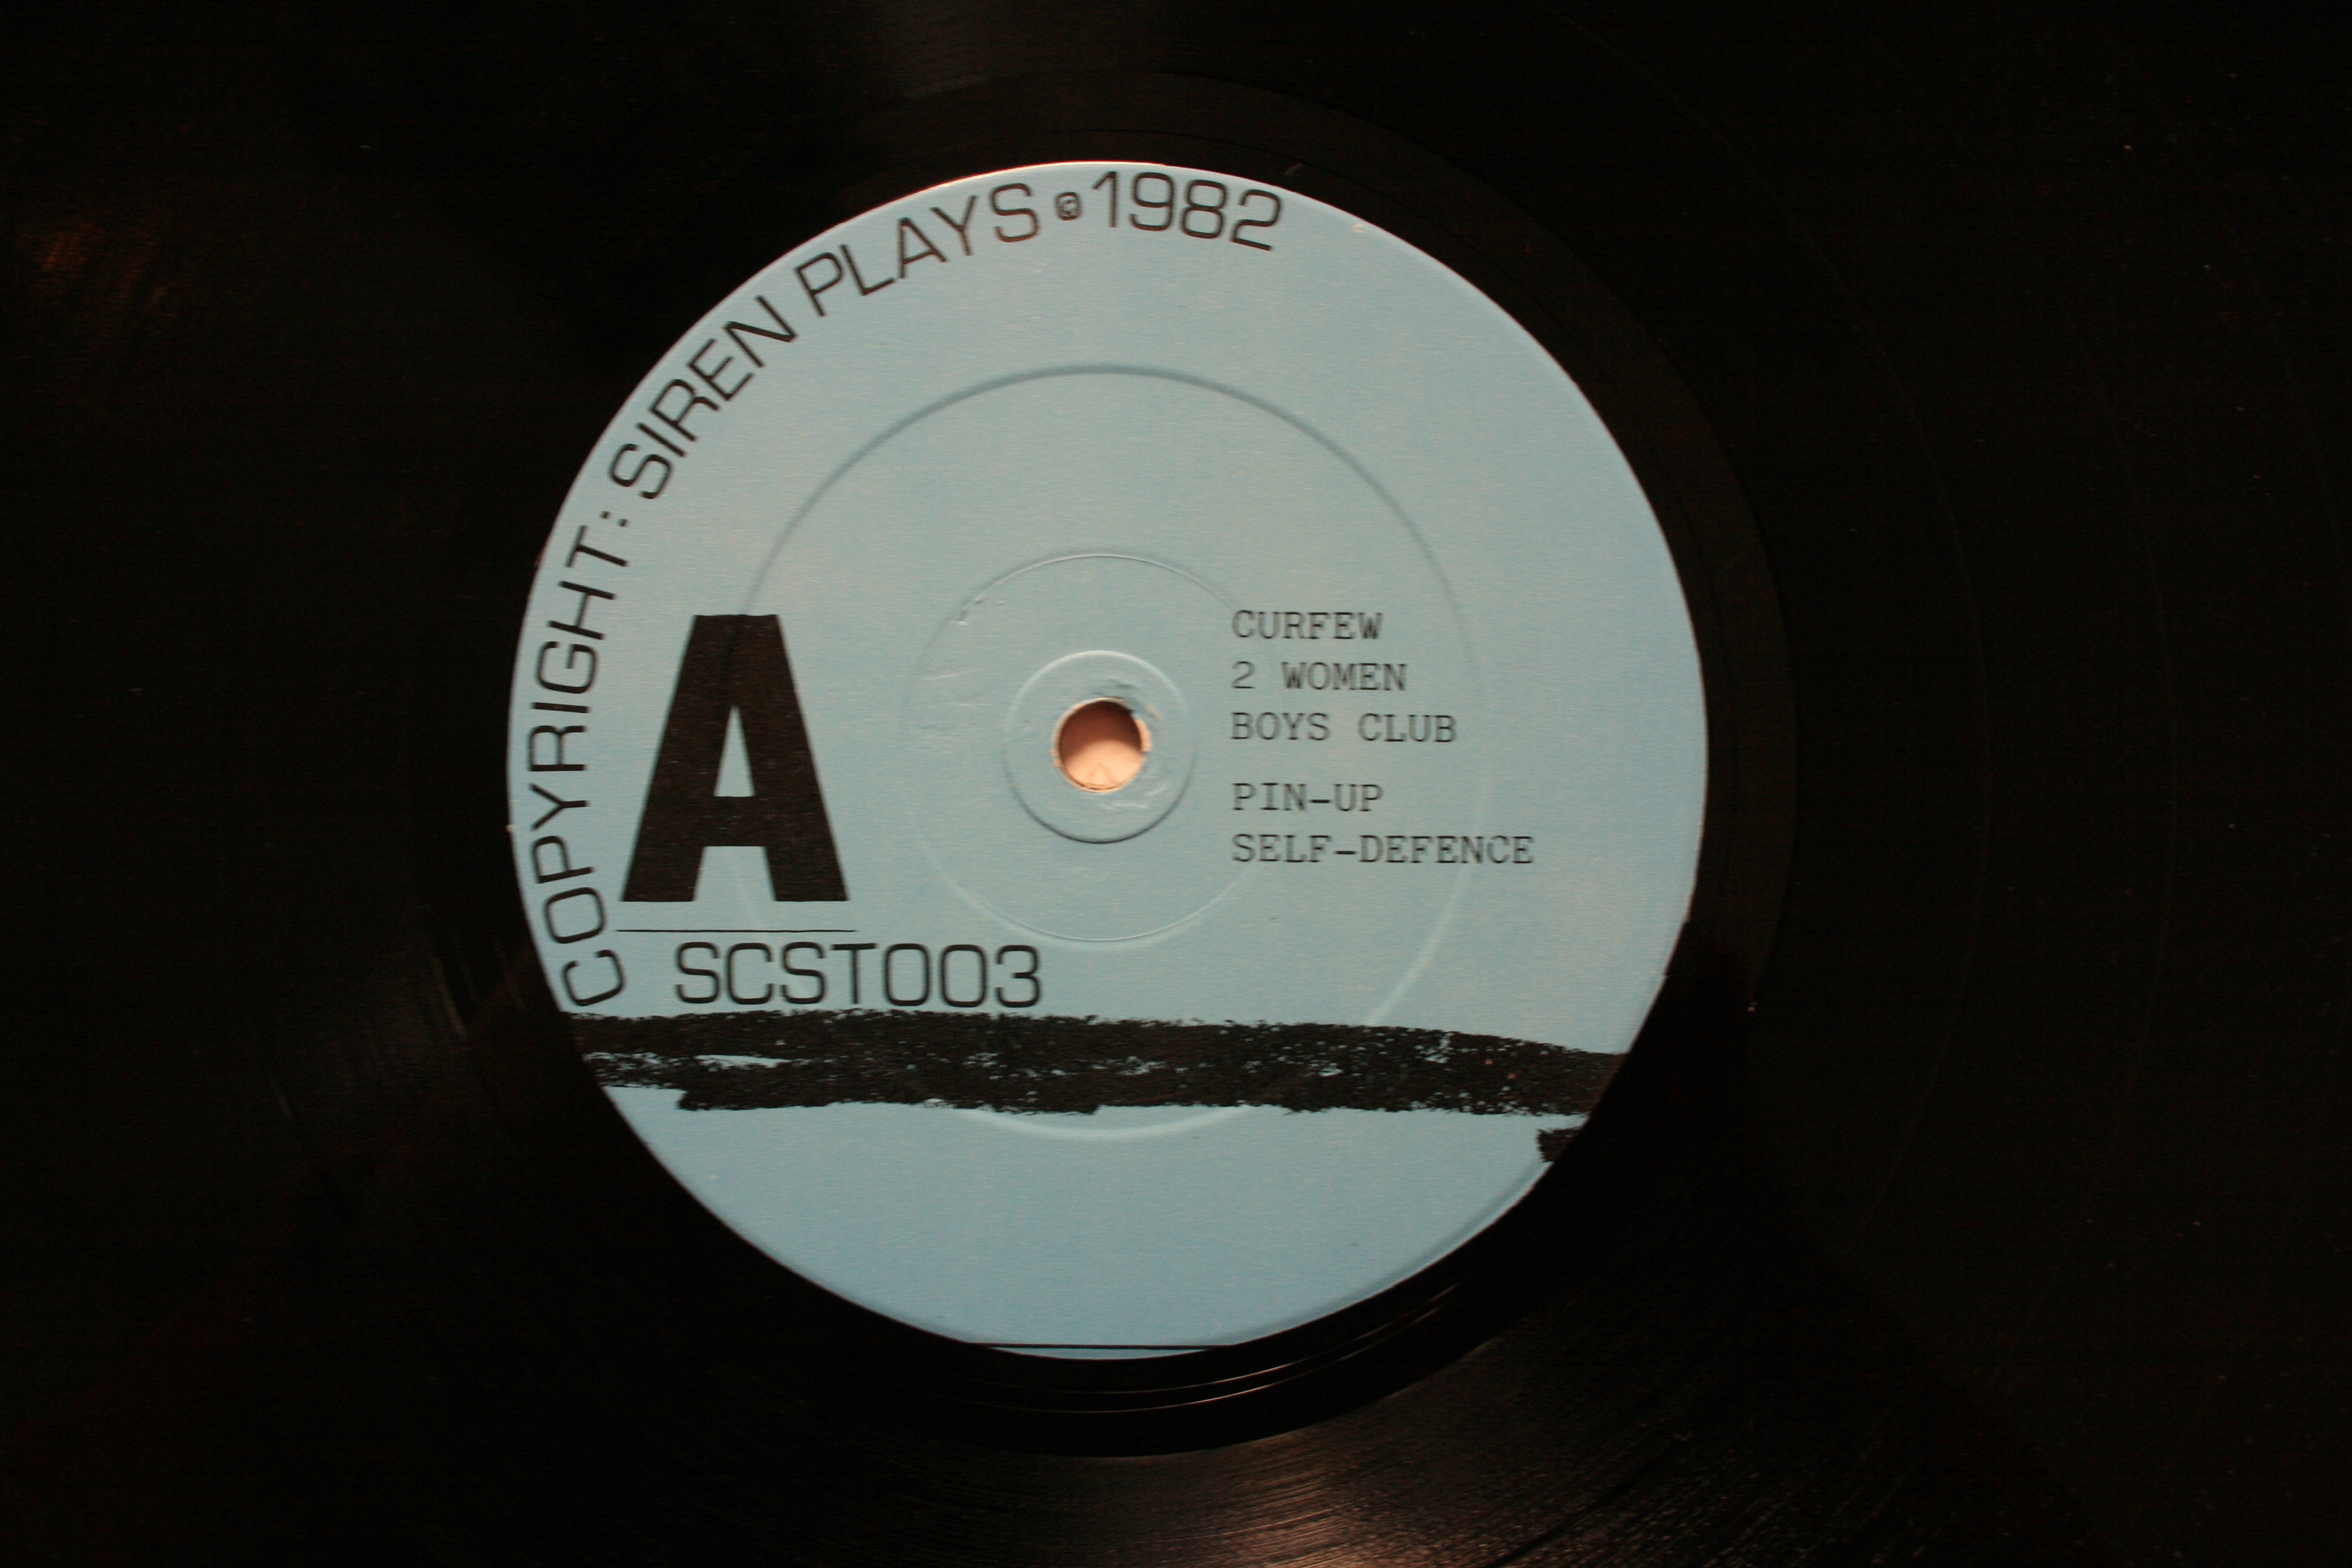 COPYRIGHT: SIREN PLAYS © 1982
A
CURFEW
2 WOMEN
BOYS CLUB
PIN-UP
SELF-DEFENCE
SCST003